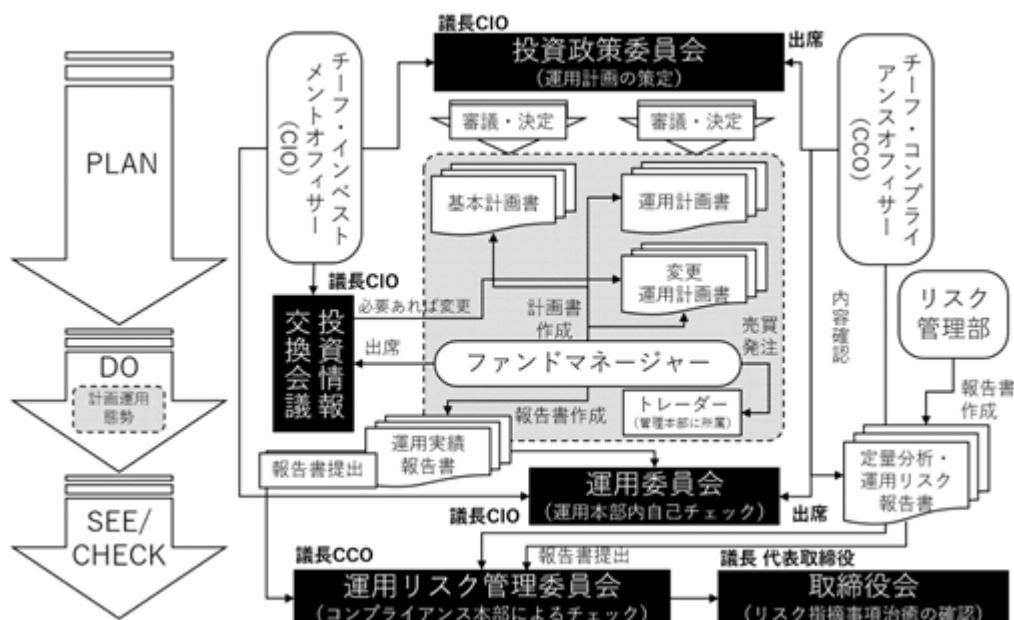 議長CIO
投資政策委員会
(運用計画の策定)
出席
チーフ・インベスト
メントオフィサー
(CIO)
チーフ・コンプライ
アンスオフィサー
(CCO)
PLAN
審議・決定
審議・決定
基本計画書
運用計画書
議長CIO
変更
運用計画書
必要あれば変更
計画書
作成
投資情報
交換会議
売買
発注
内容確認
リスク
管理部
出席
ファンドマネージャー
DO
計画運用
態勢
報告書作成
トレーダー
(管理本部に所属)
報告書
作成
運用実績
報告書
報告書提出
定量分析・
運用リスク
報告書
運用委員会
(運用本部内自己チェック)
議長CIO
出席
SEE/
CHECK
議長CCO
報告書提出
議長 代表取締役
運用リスク管理委員会
(コンプライアンス本部によるチェック)
取締役会
(リスク指摘事項治癒の確認)